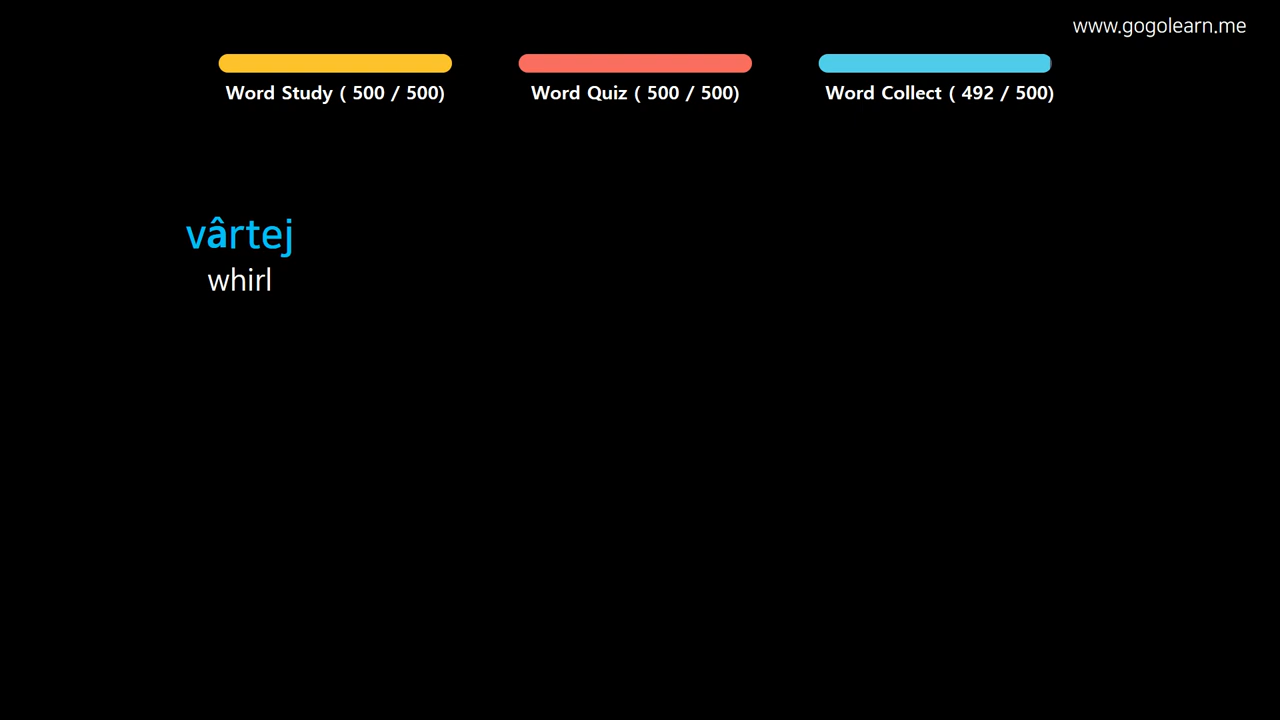 www.gogolearn.me
Word Study ( 500 / 500)
Word Quiz ( 500 / 500)
Word Collect ( 492 / 500)
vârtej
whirl